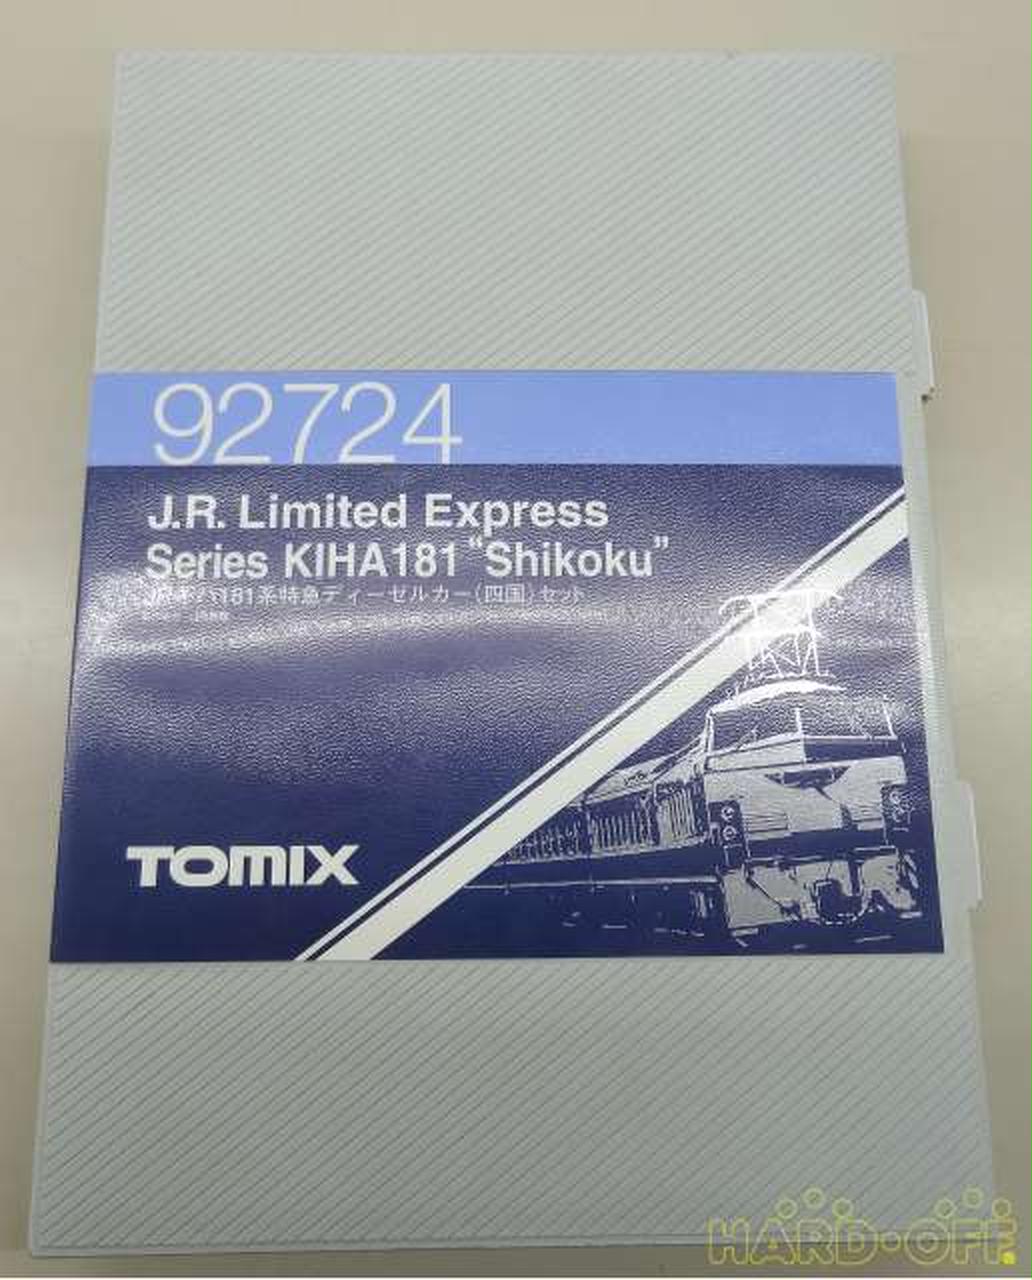 92724
J.R. Limited Express
Series KIHA181 “Shikoku”
181系特急ディーゼルカー(四国)セット
TOMIX
HARD・OFF